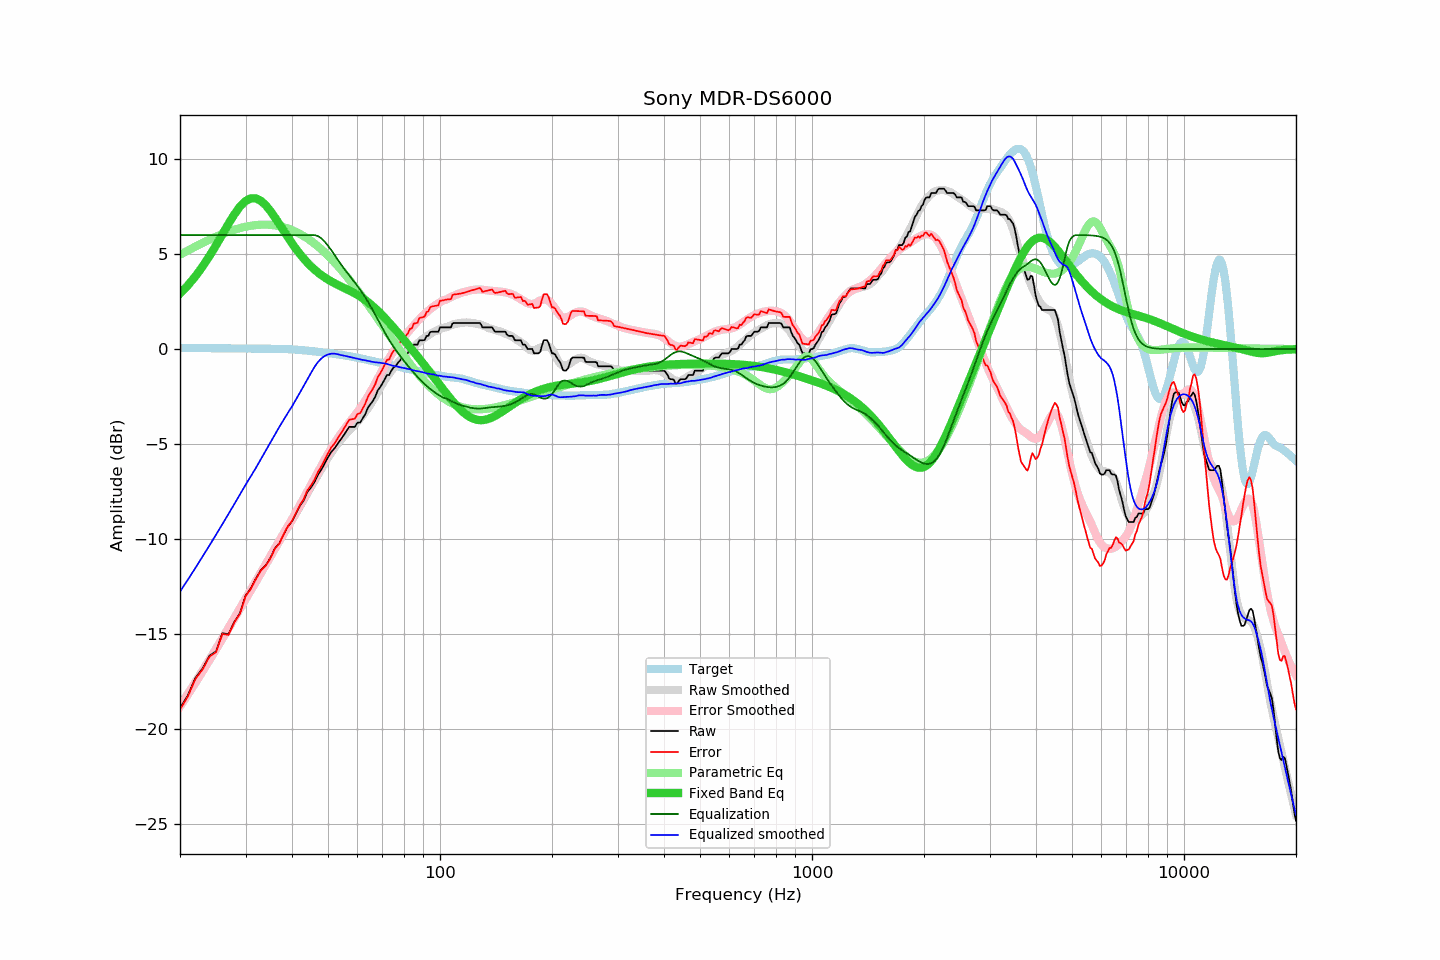 Sony MDR-DS6000
10
5
0
−5
−10
−15
−20
−25
Amplitude (dBr)
Target
Raw Smoothed
Error Smoothed
Raw
Error
Parametric Eq
Fixed Band Eq
Equalization
Equalized smoothed
100
1000
10000
Frequency (Hz)